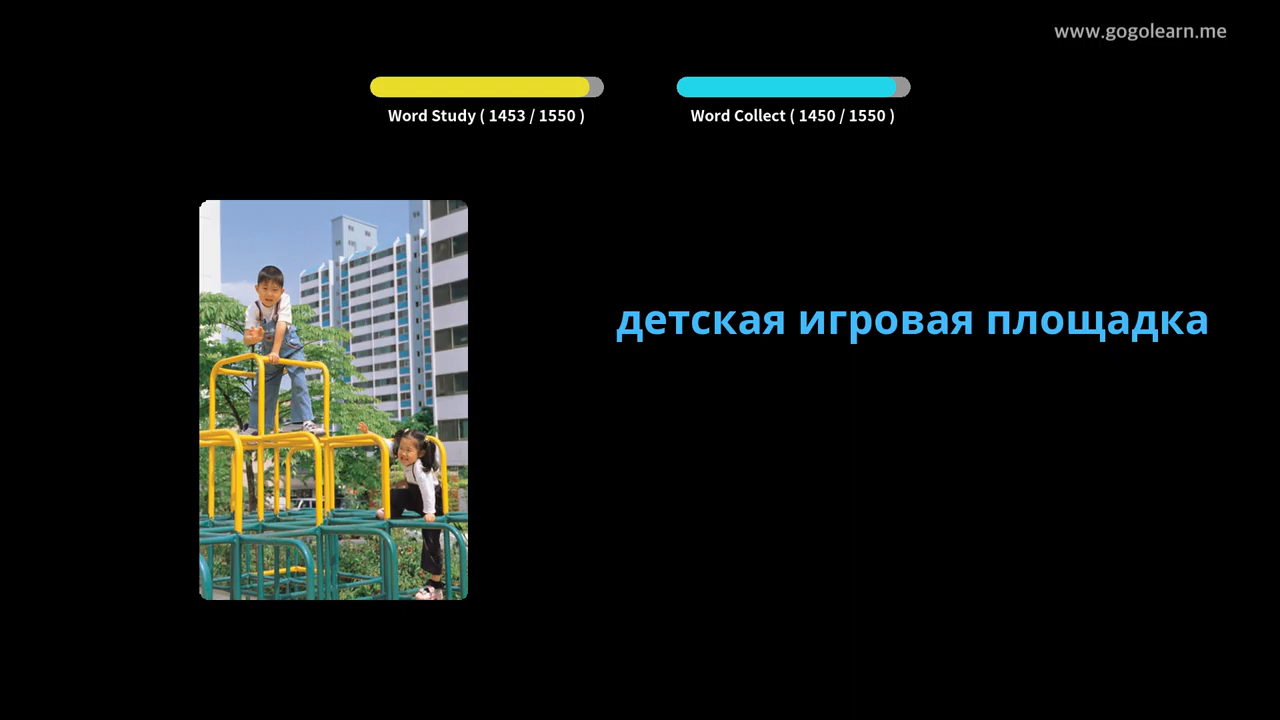 www.gogolearn.me
Word Study ( 1453 / 1550 )
Word Collect ( 1450 / 1550 )
детская игровая площадка